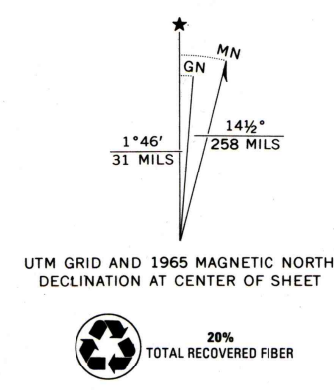 ★
MN
GN
1°46′
31 MILS
14½°
258 MILS
UTM GRID AND 1965 MAGNETIC NORTH
DECLINATION AT CENTER OF SHEET
20%
TOTAL RECOVERED FIBER